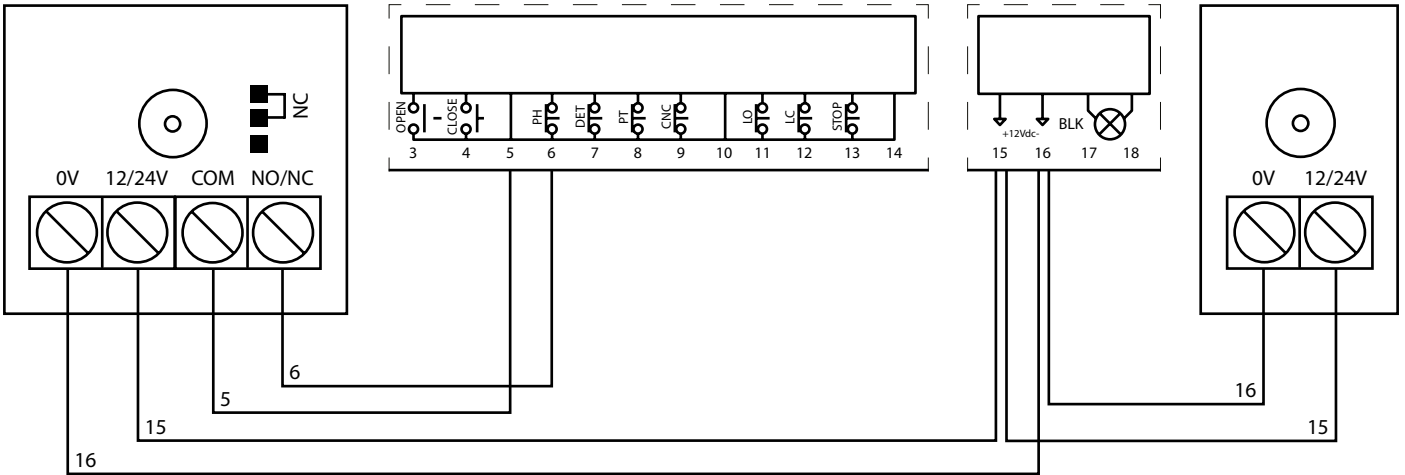 NC
0V 12/24V COM NO/NC
OPEN CLOSE PH DET PT CNC LO LC STOP
3 4 5 6 7 8 9 10 11 12 13 14
+12Vdc- BLK
15 16 17 18
0V 12/24V
6
5
15
16
16
15